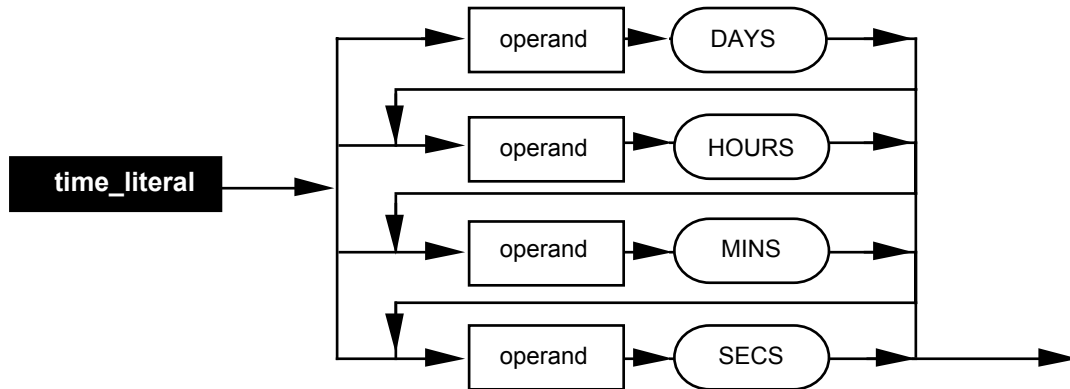 operand DAYS
operand HOURS
time_literal
operand MINS
operand SECS